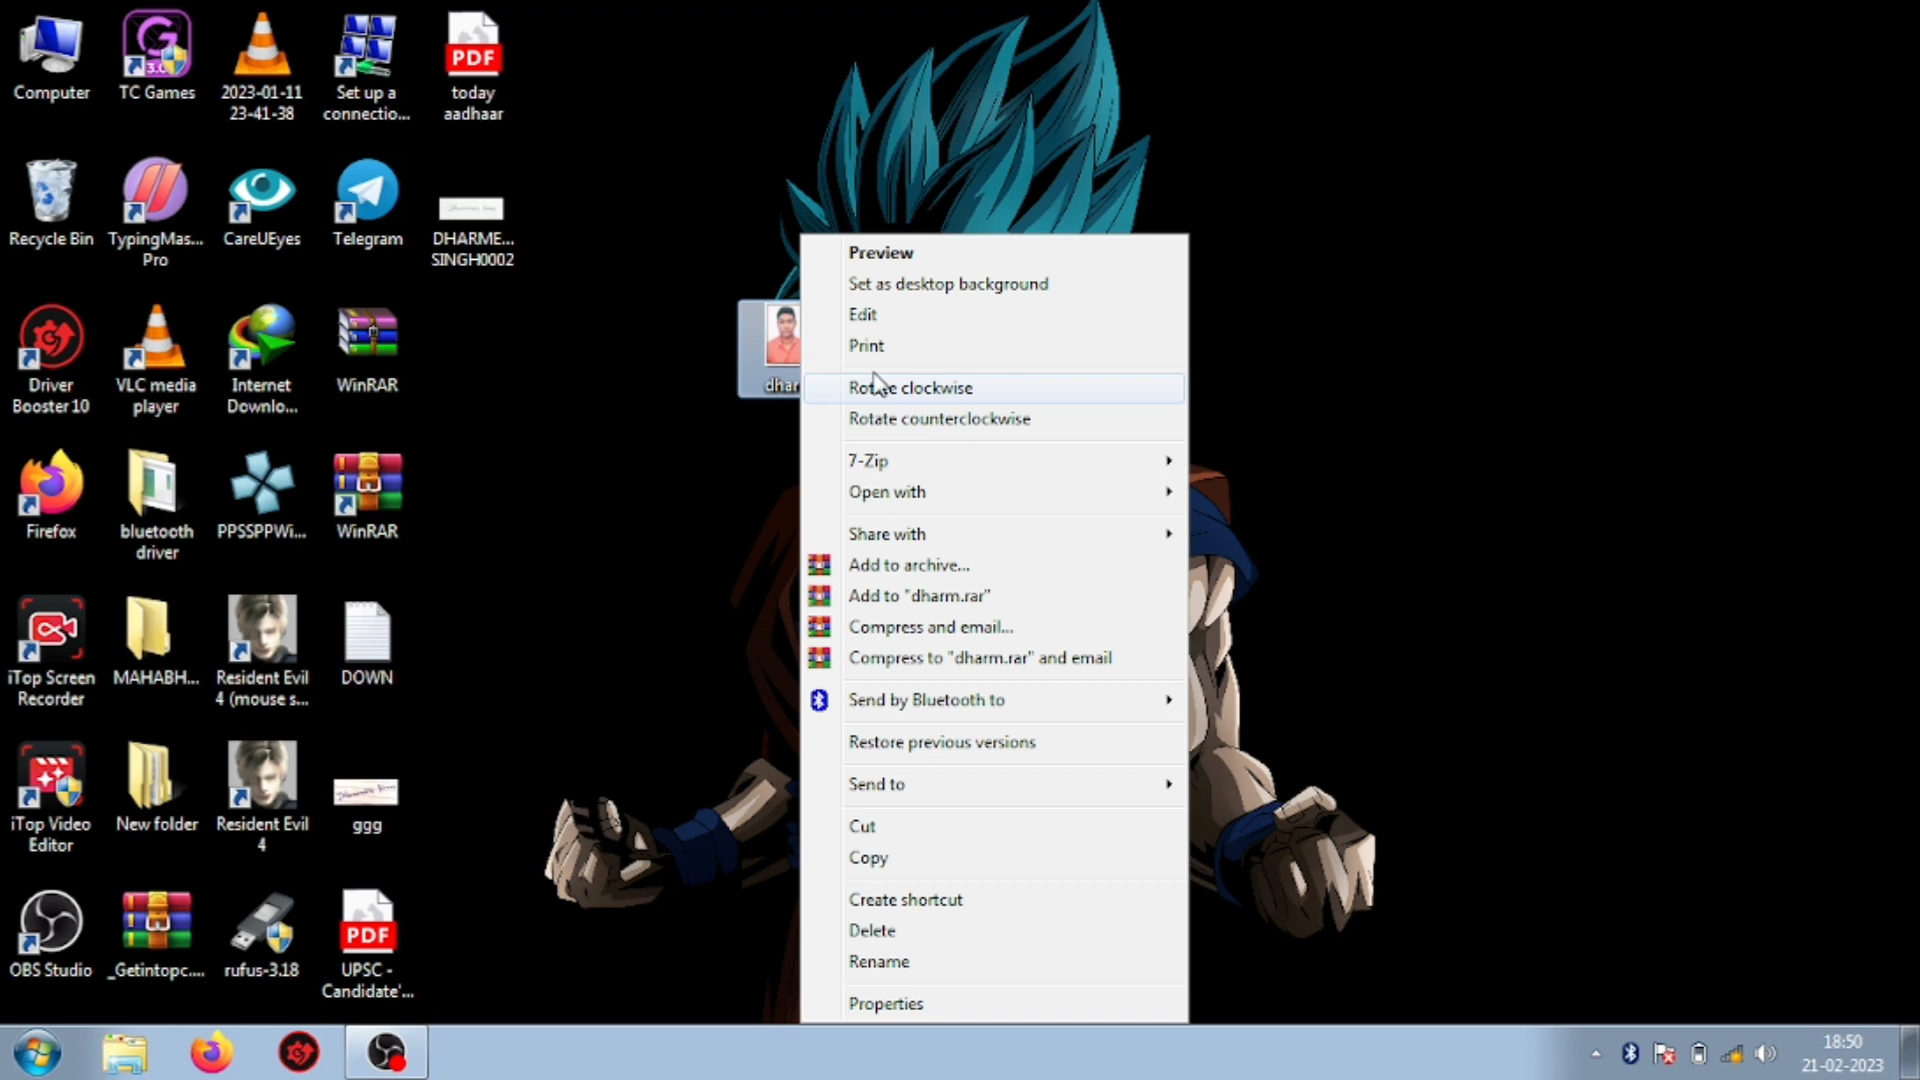 Computer
TC Games
2023-01-11
23-41-38
Set up a
connectio...
PDF
today
aadhaar
Recycle Bin
TypingMas...
Pro
CareUEyes
Telegram
DHARME...
SINGH0002
Driver
Booster 10
VLC media
player
Internet
Downlo...
WinRAR
Firefox
bluetooth
driver
PPSSPPWi...
WinRAR
iTop Screen
Recorder
MAHABH...
Resident Evil
4 (mouse s...
DOWN
iTop Video
Editor
New folder
Resident Evil
4
ggg
OBS Studio
_Getintopc....
rufus-3.18
PDF
UPSC -
Candidate'...
dhar
Preview
Set as desktop background
Edit
Print
Rotate clockwise
Rotate counterclockwise
7-Zip
Open with
Share with
Add to archive...
Add to "dharm.rar"
Compress and email...
Compress to "dharm.rar" and email
Send by Bluetooth to
Restore previous versions
Send to
Cut
Copy
Create shortcut
Delete
Rename
Properties
18:50
21-02-2023